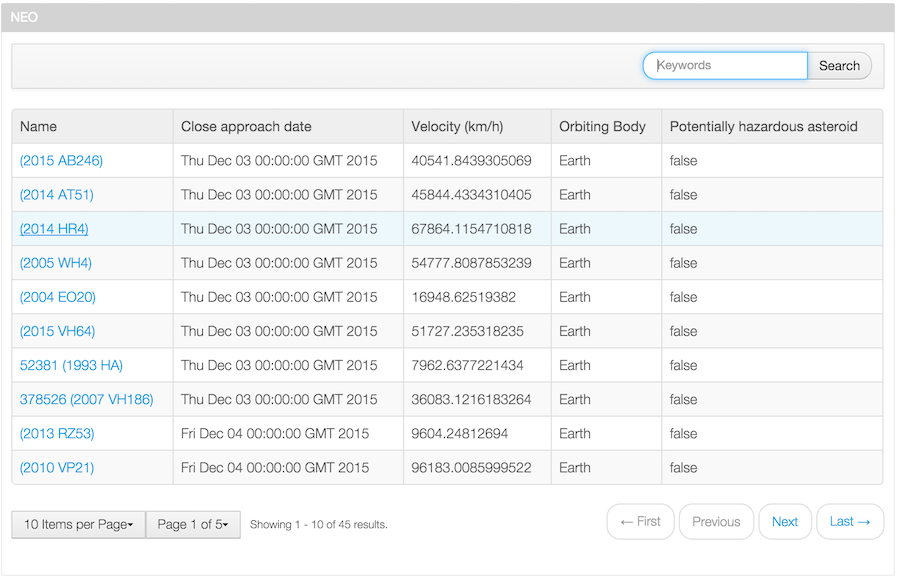 NEO
Keywords Search
Name Close approach date Velocity (km/h) Orbiting Body Potentially hazardous asteroid
(2015 AB246) Thu Dec 03 00:00:00 GMT 2015 40541.8439305069 Earth false
(2014 AT51) Thu Dec 03 00:00:00 GMT 2015 45844.4334310405 Earth false
(2014 HR4) Thu Dec 03 00:00:00 GMT 2015 67864.1154710818 Earth false
(2005 WH4) Thu Dec 03 00:00:00 GMT 2015 54777.8087853239 Earth false
(2004 EO20) Thu Dec 03 00:00:00 GMT 2015 16948.62519382 Earth false
(2015 VH64) Thu Dec 03 00:00:00 GMT 2015 51727.235318235 Earth false
52381 (1993 HA) Thu Dec 03 00:00:00 GMT 2015 7962.6377221434 Earth false
378526 (2007 VH186) Thu Dec 03 00:00:00 GMT 2015 36083.1216183264 Earth false
(2013 RZ53) Fri Dec 04 00:00:00 GMT 2015 9604.24812694 Earth false
(2010 VP21) Fri Dec 04 00:00:00 GMT 2015 96183.0085999522 Earth false
10 Items per Page Page 1 of 5 Showing 1 - 10 of 45 results. ← First Previous Next Last →